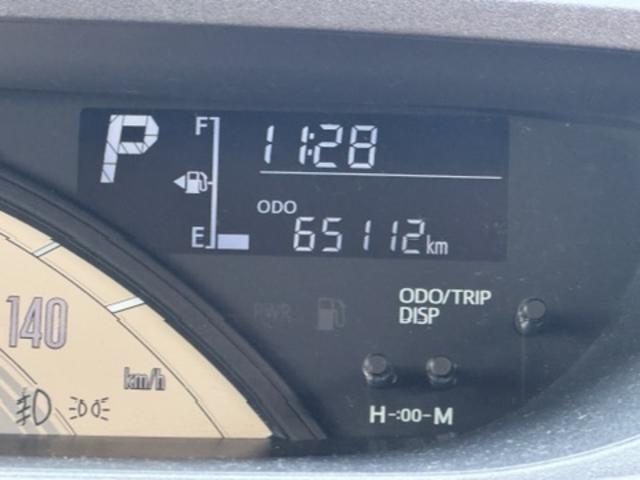 P
F
11:28
ODO
E
65112km
PWR
ODO/TRIP
DISP
140
km/h
H-:00-M